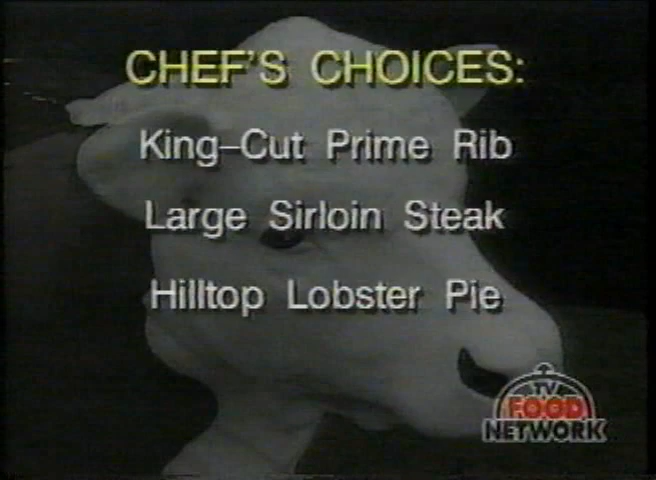 CHEF'S CHOICES:
King-Cut Prime Rib
Large Sirloin Steak
Hilltop Lobster Pie
TV
FOOD
NETWORK